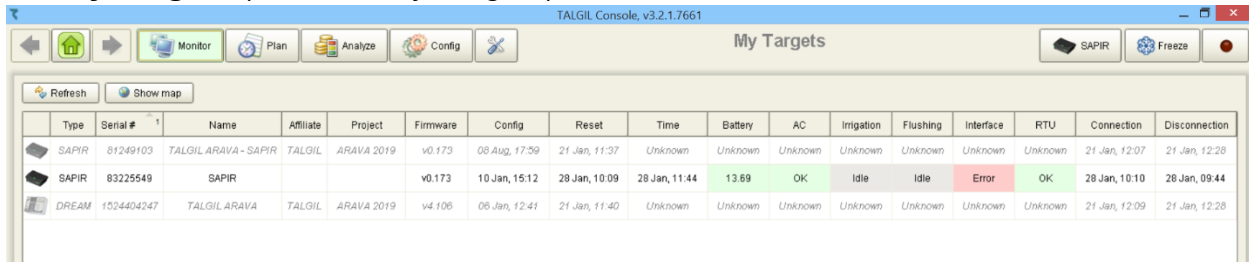 TALGIL Console, v3.2.1.7661
Monitor Plan Analyze Config My Targets SAPIR Freeze
Refresh Show map
Type Serial # 1 Name Affiliate Project Firmware Config Reset Time Battery AC Irrigation Flushing Interface RTU Connection Disconnection
SAPIR 81249103 TALGIL ARAVA - SAPIR TALGIL ARAVA 2019 v0.173 08 Aug, 17:59 21 Jan, 11:37 Unknown Unknown Unknown Unknown Unknown Unknown Unknown 21 Jan, 12:07 21 Jan, 12:28
SAPIR 83225549 SAPIR v0.173 10 Jan, 15:12 28 Jan, 10:09 28 Jan, 11:44 13.69 OK Idle Idle Error OK 28 Jan, 10:10 28 Jan, 09:44
DREAM 1524404247 TALGIL ARAVA TALGIL ARAVA 2019 v4.106 06 Jan, 12:41 21 Jan, 11:40 Unknown Unknown Unknown Unknown Unknown Unknown Unknown 21 Jan, 12:09 21 Jan, 12:28